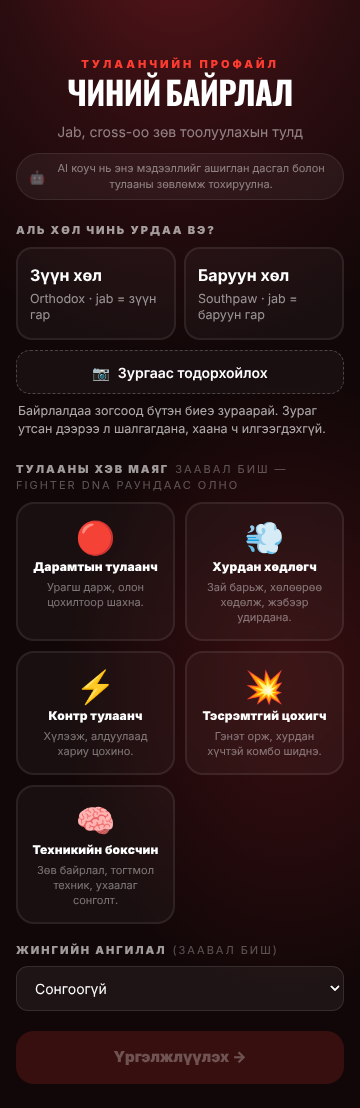 ТУЛААНЧИЙН ПРОФАЙЛ
ЧИНИЙ БАЙРЛАЛ
Jab, cross-оо зөв тоолуулахын тулд
AI коуч нь энэ мэдээллийг ашиглан дасгал болон
тулааны зөвлөмж тохируулна.
АЛЬ ХӨЛ ЧИНЬ УРДАА ВЭ?
Зүүн хөл
Orthodox · jab = зүүн
гар
Баруун хөл
Southpaw · jab =
баруун гар
Зургаас тодорхойлох
Байрлалдаа зогсоод бүтэн биеэ зураарай. Зураг
утсан дээрээ л шалгагдана, хаана ч илгээгдэхгүй.
ТУЛААНЫ ХЭВ МАЯГ ЗААВАЛ БИШ —
FIGHTER DNA РАУНДААС ОЛНО
Дарамтын тулаанч
Урагш дарж, олон
цохилтоор шахна.
Хурдан хөдлөгч
Зай барьж, хөлөөрөө
хөдөлж, жэбээр
удирдана.
Контр тулаанч
Хүлээж, алдуулаад
хариу цохино.
Тэсрэмтгий цохигч
Гэнэт орж, хурдан
хүчтэй комбо шиднэ.
Техникийн боксчин
Зөв байрлал, тогтмол
техник, ухаалаг
сонголт.
ЖИНГИЙН АНГИЛАЛ (ЗААВАЛ БИШ)
Сонгоогүй
Үргэлжлүүлэх →